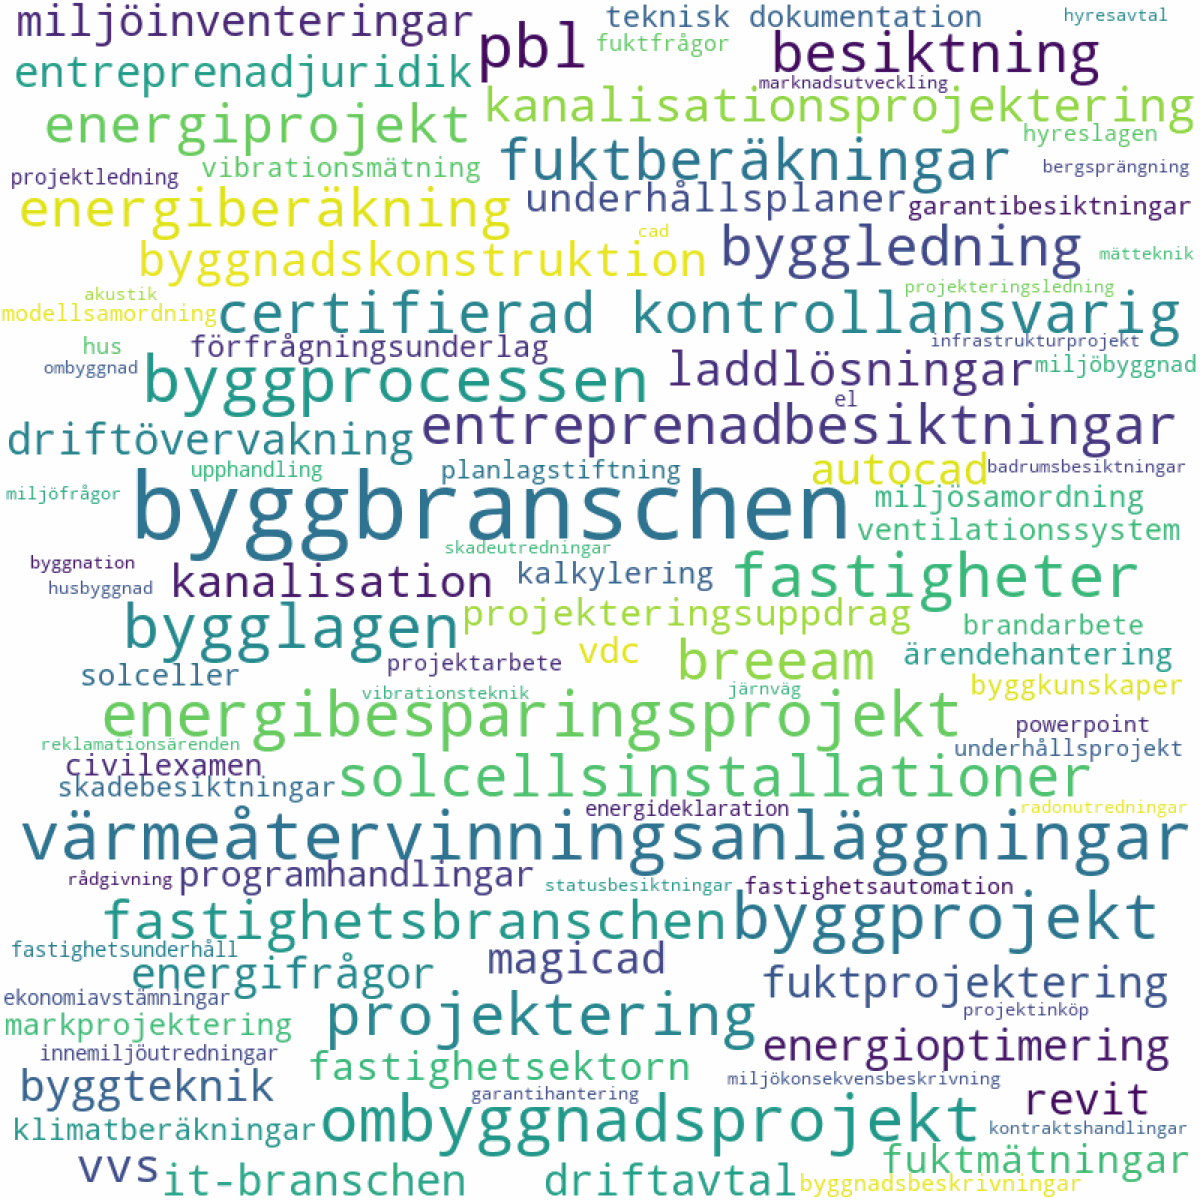 miljöinventeringar
pbl
teknisk dokumentation
hyresavtal
fuktfrågor
besiktning
entreprenadjuridik
marknadsutveckling
kanalisationsprojektering
energiprojekt
hyreslagen
vibrationsmätning
fuktberäkningar
bergsprängning
projektledning
energiberäkning
underhållsplaner
garantibesiktningar
cad
byggnadskonstruktion
byggledning
mätteknik
akustik
projekteringsledning
modellsamordning
certifierad kontrollansvarig
hus
förfrågningsunderlag
infrastrukturprojekt
ombyggnad
byggprocessen
laddlösningar
miljöbyggnad
el
driftövervakning
entreprenadbesiktningar
upphandling
planlagstiftning
autocad
badrumsbesiktningar
miljöfrågor
byggbranschen
miljösamordning
ventilationssystem
skadeutredningar
byggnation
husbyggnad
kanalisation
kalkylering
fastigheter
bygglagen
projekteringsuppdrag
brandarbete
solceller
projektarbete
vdc
breeam
ärendehantering
vibrationsteknik
järnväg
byggkunskaper
energibesparingsprojekt
powerpoint
reklamationsärenden
underhållsprojekt
civilexamen
skadebesiktningar
solcellsinstallationer
energideklaration
radonutredningar
värmeåtervinningsanläggningar
rådgivning
programhandlingar
statusbesiktningar
fastighetsautomation
fastighetsbranschen
byggprojekt
fastighetsunderhåll
energifrågor
magicad
fuktprojektering
ekonomiavstämningar
projektinköp
markprojektering
projektering
innemiljöutredningar
energioptimering
fastighetsektorn
miljökonsekvensbeskrivning
byggteknik
garantihantering
revit
klimatberäkningar
ombyggnadsprojekt
kontraktshandlingar
vvs
it-branschen
driftavtal
fuktmätningar
byggnadsbeskrivningar